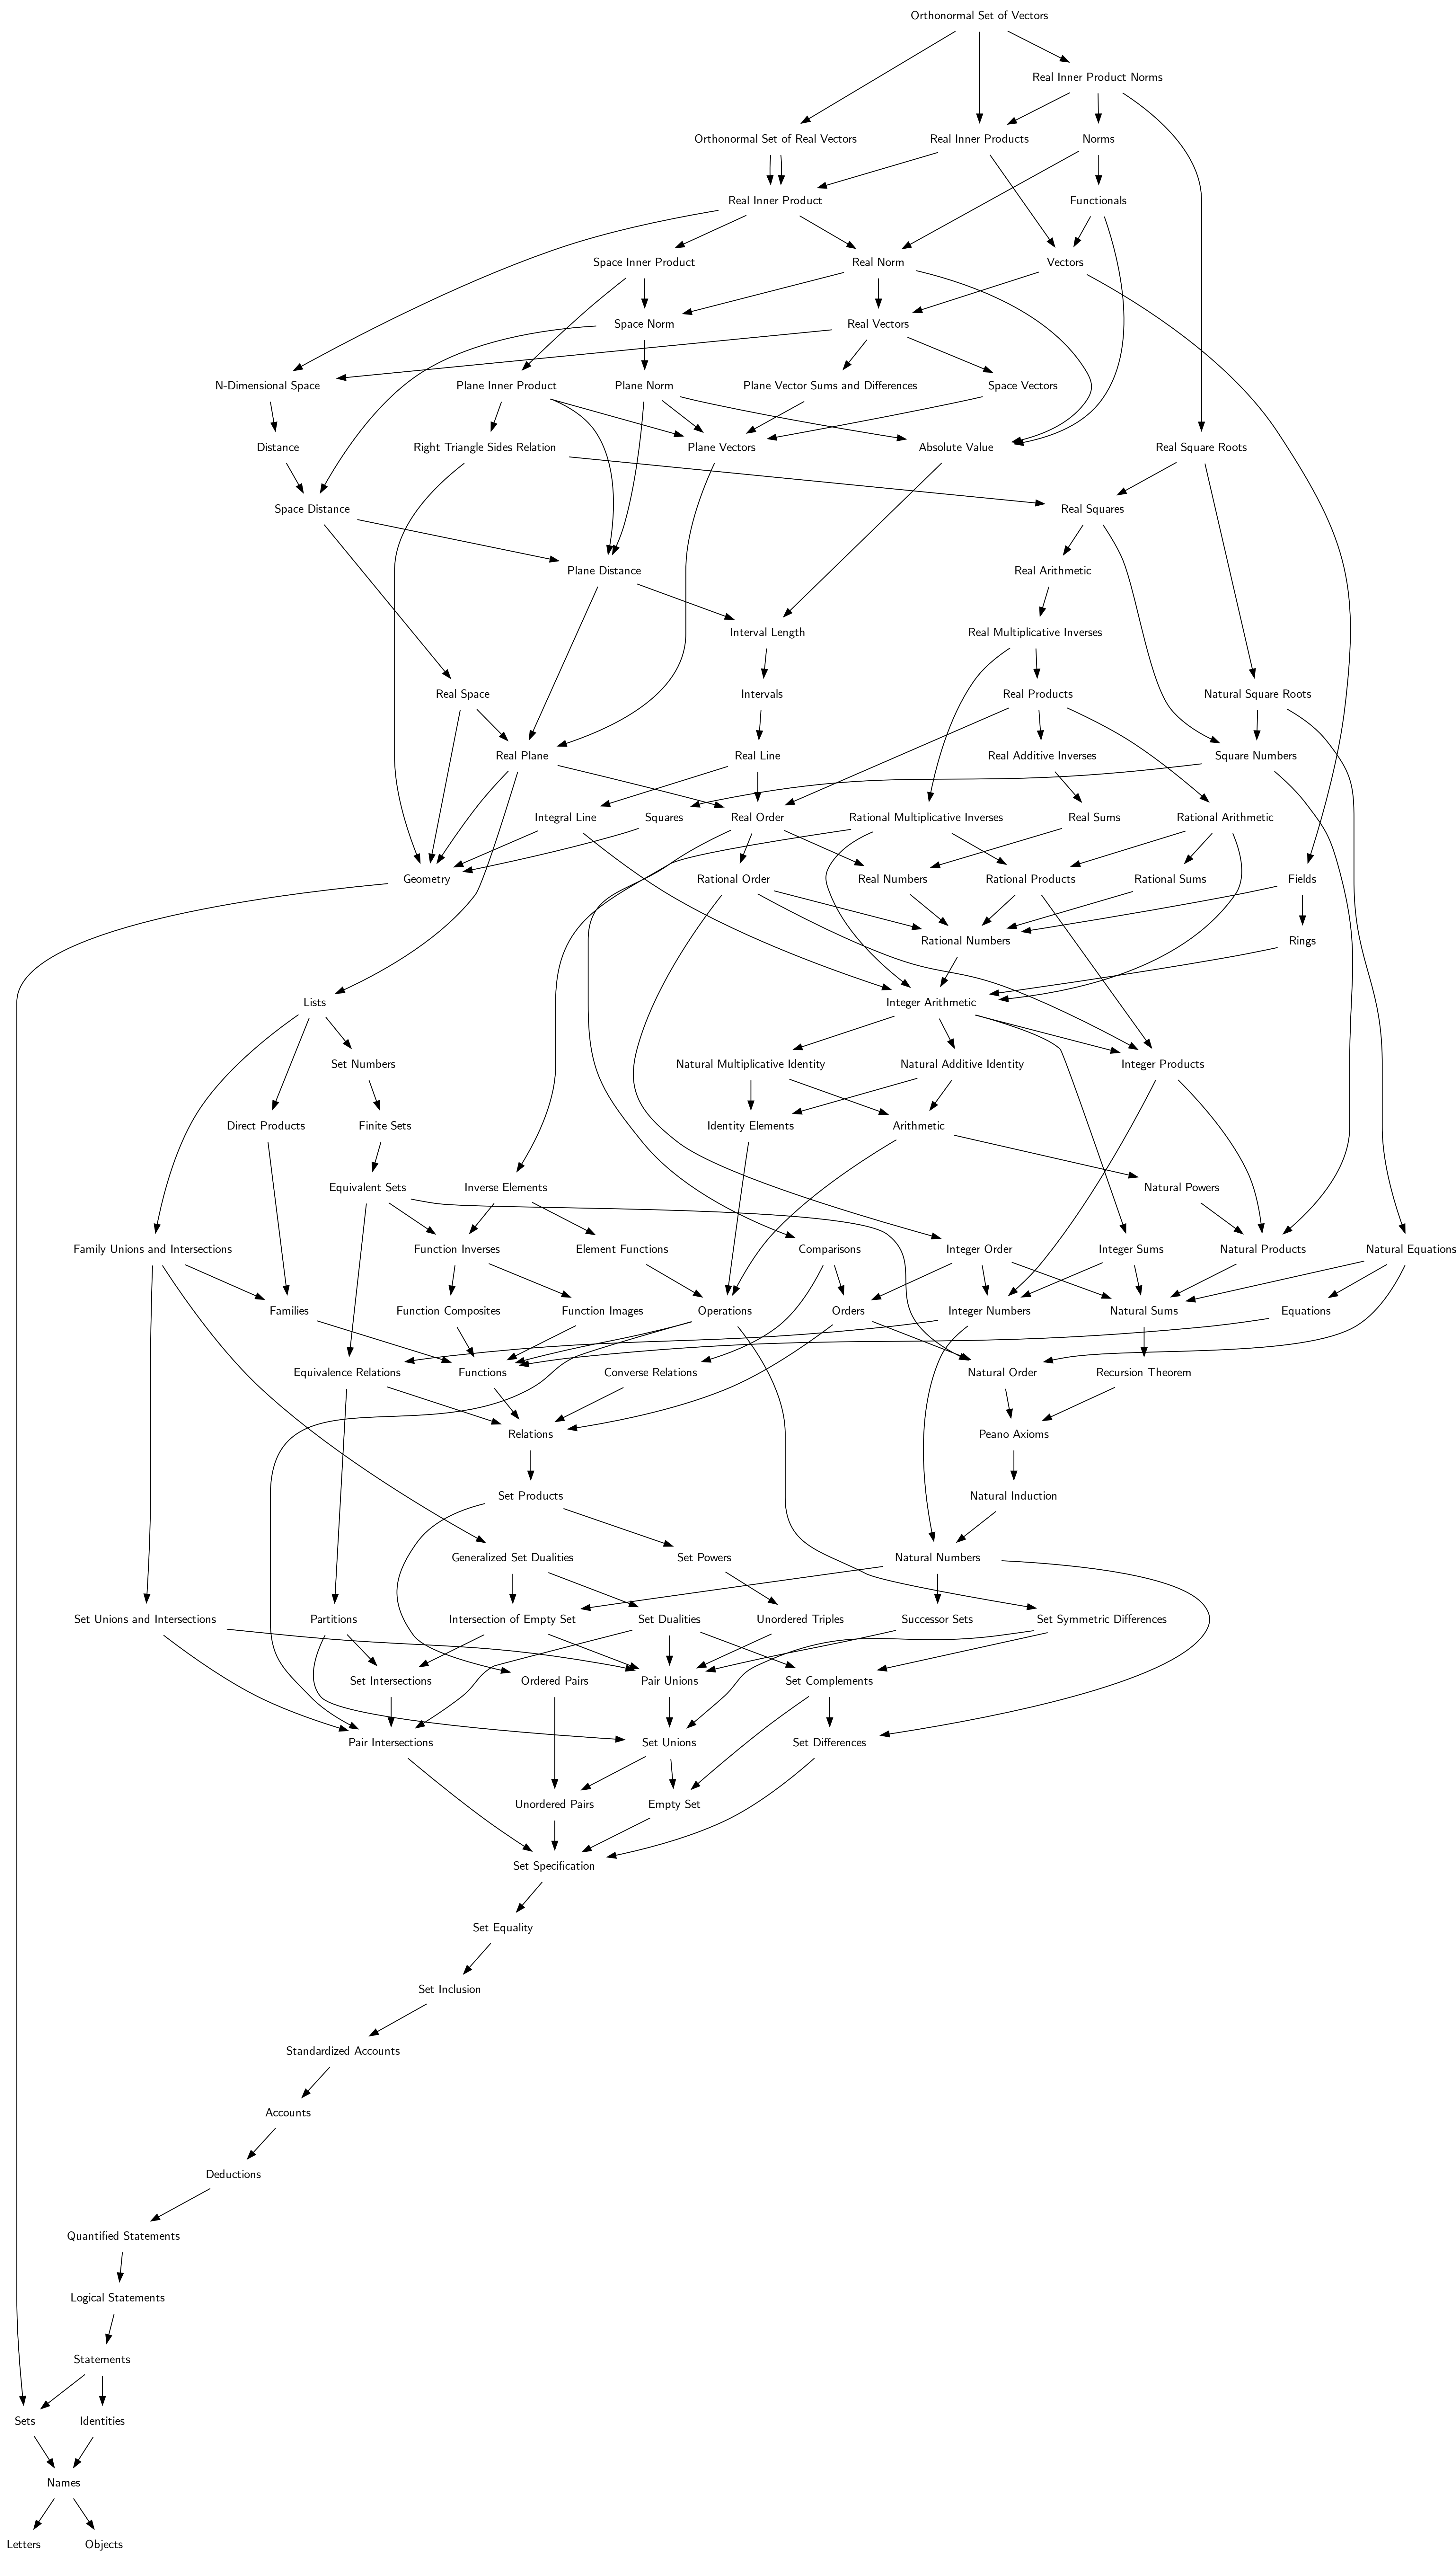 Orthonormal Set of Vectors
Real Inner Product Norms
Orthonormal Set of Real Vectors
Real Inner Products
Norms
Real Inner Product
Functionals
Space Inner Product
Real Norm
Vectors
Space Norm
Real Vectors
N-Dimensional Space
Plane Inner Product
Plane Norm
Plane Vector Sums and Differences
Space Vectors
Distance
Right Triangle Sides Relation
Plane Vectors
Absolute Value
Real Square Roots
Space Distance
Real Squares
Plane Distance
Real Arithmetic
Interval Length
Real Multiplicative Inverses
Real Space
Intervals
Real Products
Natural Square Roots
Real Plane
Real Line
Real Additive Inverses
Square Numbers
Integral Line
Squares
Real Order
Rational Multiplicative Inverses
Real Sums
Rational Arithmetic
Geometry
Rational Order
Real Numbers
Rational Products
Rational Sums
Fields
Rational Numbers
Rings
Lists
Integer Arithmetic
Set Numbers
Natural Multiplicative Identity
Natural Additive Identity
Integer Products
Direct Products
Finite Sets
Identity Elements
Arithmetic
Equivalent Sets
Inverse Elements
Natural Powers
Family Unions and Intersections
Function Inverses
Element Functions
Comparisons
Integer Order
Integer Sums
Natural Products
Natural Equations
Families
Function Composites
Function Images
Operations
Orders
Integer Numbers
Natural Sums
Equations
Equivalence Relations
Functions
Converse Relations
Natural Order
Recursion Theorem
Relations
Peano Axioms
Set Products
Natural Induction
Generalized Set Dualities
Set Powers
Natural Numbers
Set Unions and Intersections
Partitions
Intersection of Empty Set
Set Dualities
Unordered Triples
Successor Sets
Set Symmetric Differences
Set Intersections
Ordered Pairs
Pair Unions
Set Complements
Pair Intersections
Set Unions
Set Differences
Unordered Pairs
Empty Set
Set Specification
Set Equality
Set Inclusion
Standardized Accounts
Accounts
Deductions
Quantified Statements
Logical Statements
Statements
Sets
Identities
Names
Letters
Objects